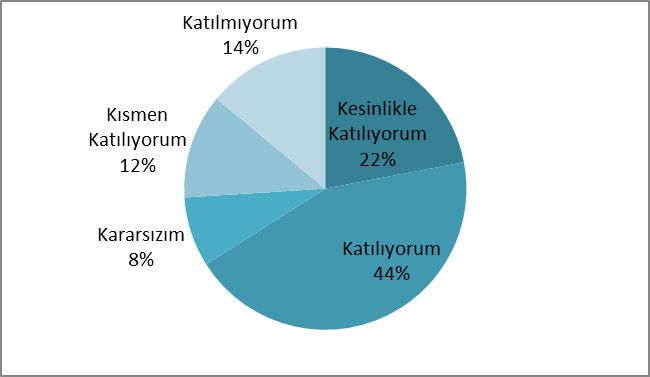 Katılmıyorum
14%
Kesinlikle
Katılıyorum
22%
Kısmen
Katılıyorum
12%
Kararsızım
8%
Katılıyorum
44%